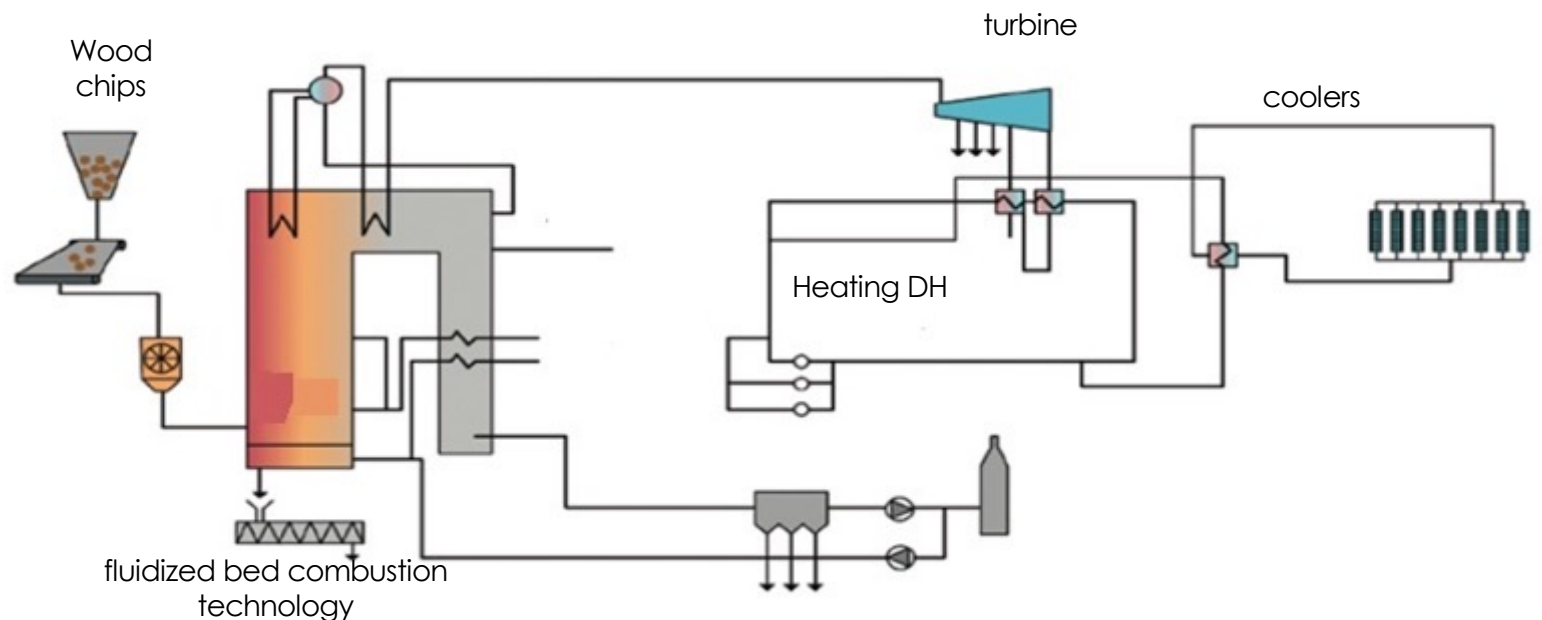 turbine
Wood
chips
coolers
Heating DH
fluidized bed combustion
technology